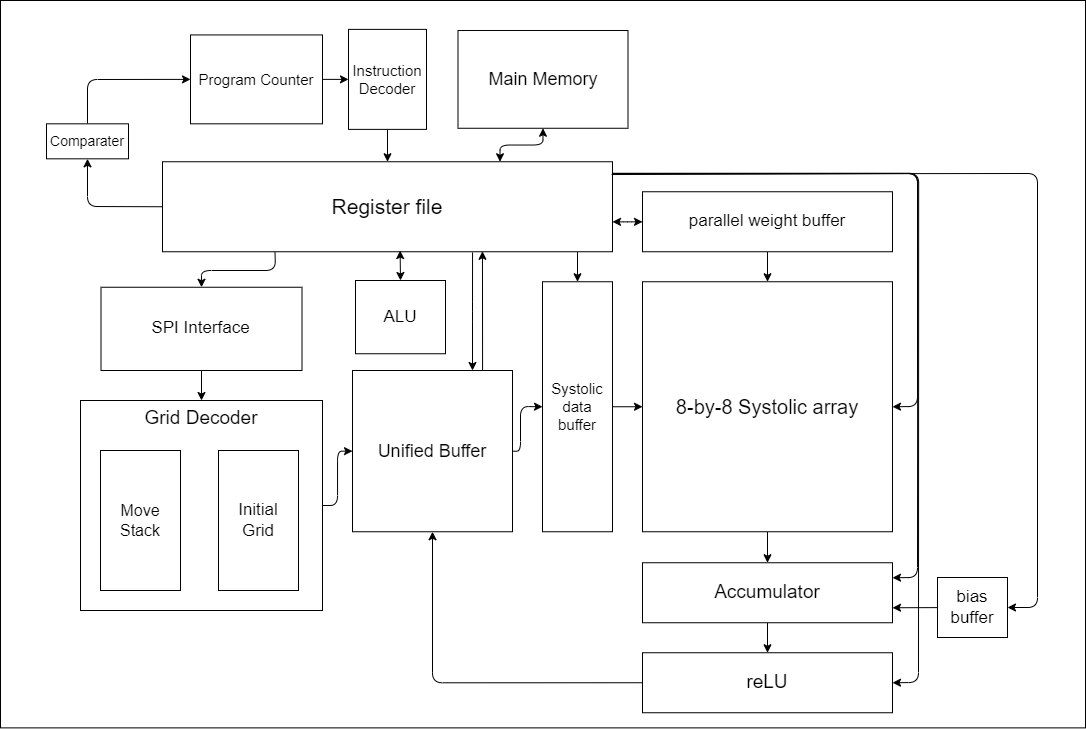 Program Counter
Instruction
Decoder
Main Memory
Comparater
Register file
parallel weight buffer
SPI Interface
ALU
Systolic
data
buffer
8-by-8 Systolic array
Grid Decoder
Unified Buffer
Move
Stack
Initial
Grid
Accumulator
bias
buffer
reLU